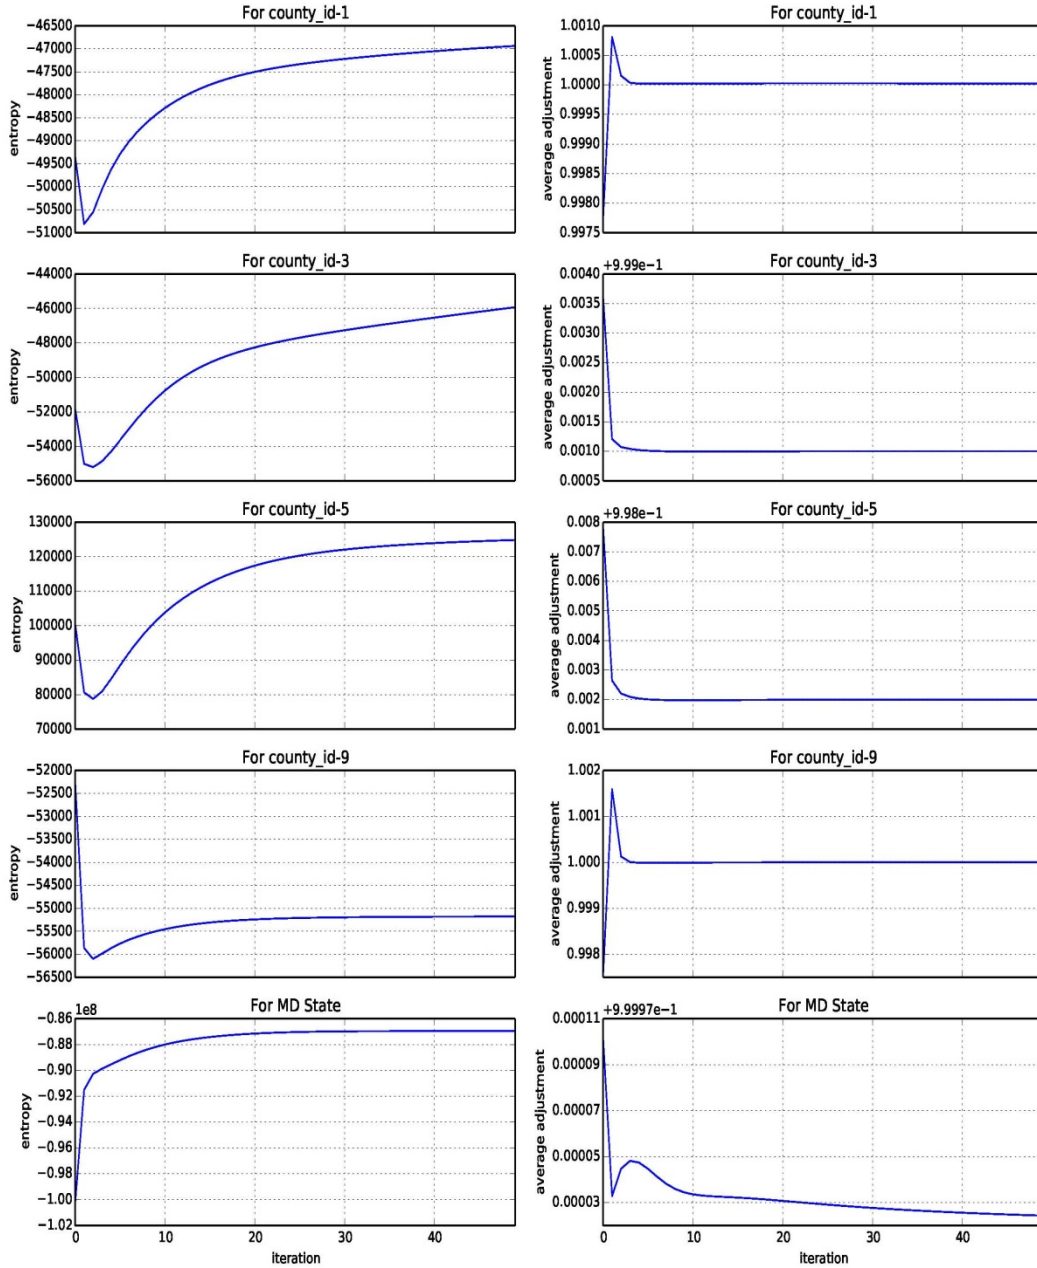 For county_id-1
−46500
−47000
−47500
−48000
−48500
−49000
−49500
−50000
−50500
−51000
entropy
For county_id-1
1.0010
1.0005
1.0000
0.9995
0.9990
0.9985
0.9980
0.9975
average adjustment
For county_id-3
−44000
−46000
−48000
−50000
−52000
−54000
−56000
entropy
For county_id-3
+9.99e−1
0.0040
0.0035
0.0030
0.0025
0.0020
0.0015
0.0010
0.0005
average adjustment
For county_id-5
130000
120000
110000
100000
90000
80000
70000
entropy
For county_id-5
+9.98e−1
0.008
0.007
0.006
0.005
0.004
0.003
0.002
0.001
average adjustment
For county_id-9
−52000
−52500
−53000
−53500
−54000
−54500
−55000
−55500
−56000
−56500
entropy
For county_id-9
1.002
1.001
1.000
0.999
0.998
average adjustment
For MD State
1e8
−0.86
−0.88
−0.90
−0.92
−0.94
−0.96
−0.98
−1.00
−1.02
entropy
0 10 20 30 40
iteration
For MD State
+9.9997e−1
0.00011
0.00009
0.00007
0.00005
0.00003
average adjustment
0 10 20 30 40
iteration